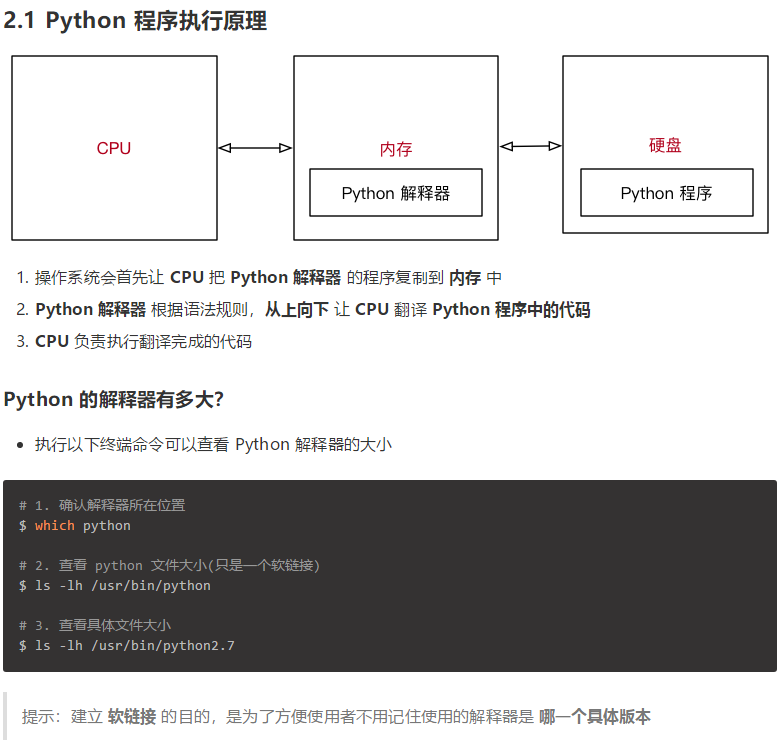 2.1 Python 程序执行原理
CPU
内存
Python 解释器
硬盘
Python 程序
1. 操作系统会首先让 CPU 把 Python 解释器 的程序复制到 内存 中
2. Python 解释器 根据语法规则，从上向下 让 CPU 翻译 Python 程序中的代码
3. CPU 负责执行翻译完成的代码
Python 的解释器有多大？
• 执行以下终端命令可以查看 Python 解释器的大小
# 1. 确认解释器所在位置
$ which python
# 2. 查看 python 文件大小(只是一个软链接)
$ ls -lh /usr/bin/python
# 3. 查看具体文件大小
$ ls -lh /usr/bin/python2.7
提示：建立 软链接 的目的，是为了方便使用者不用记住使用的解释器是 哪一个具体版本